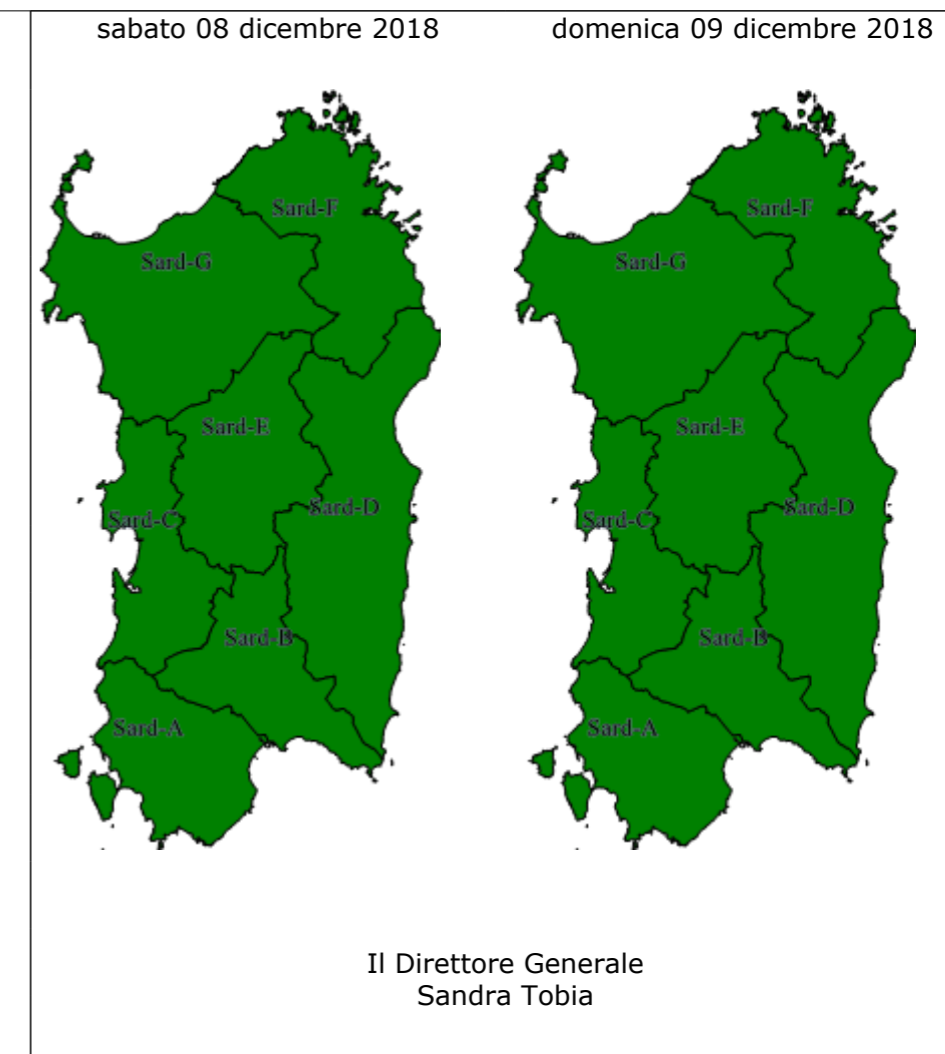 sabato 08 dicembre 2018
domenica 09 dicembre 2018
Sard-F
Sard-G
Sard-E
Sard-D
Sard-C
Sard-B
Sard-A
Sard-F
Sard-G
Sard-E
Sard-D
Sard-C
Sard-B
Sard-A
Il Direttore Generale
Sandra Tobia